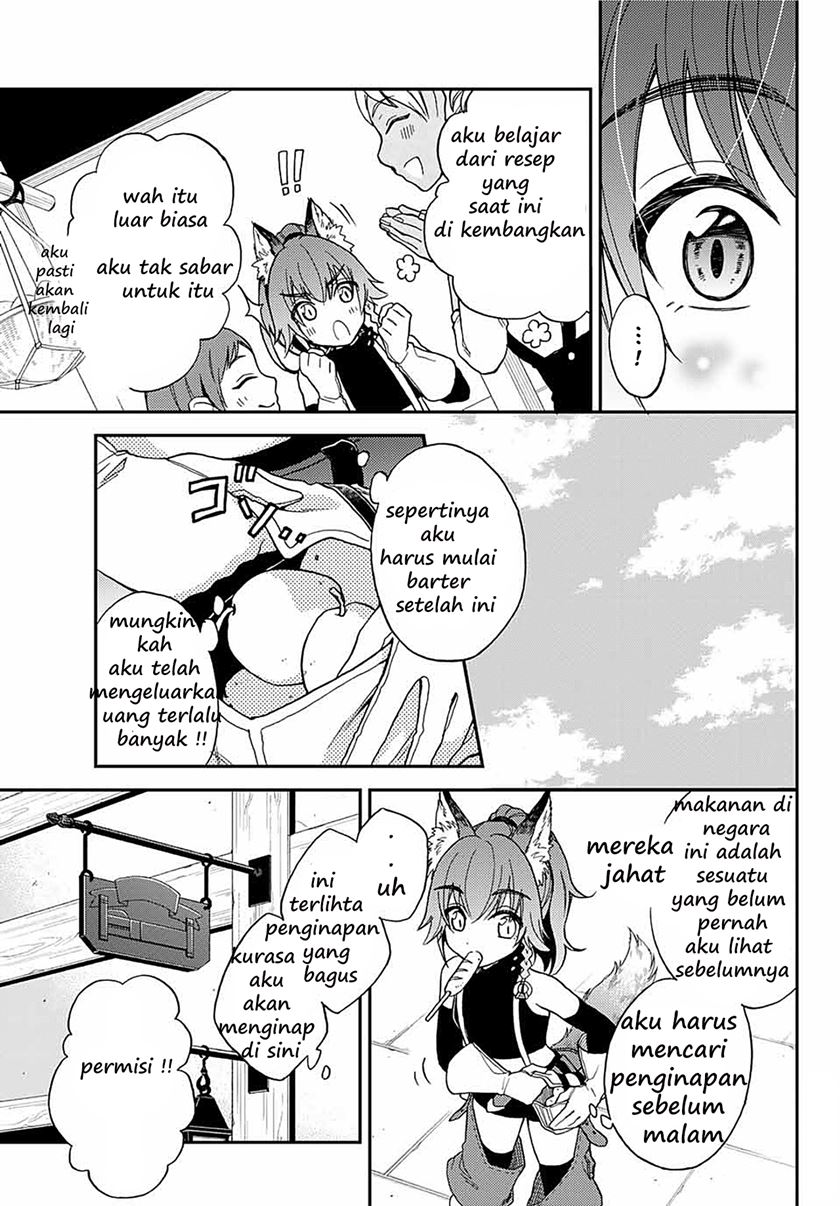 ...!
aku belajar
dari resep
yang
saat ini
di kembangkan
!!
wah itu
luar biasa
aku tak sabar
untuk itu
aku
pasti
akan
kembali
lagi
sepertinya
aku
harus mulai
barter
setelah ini
ゴソッ
mungkin
kah
aku telah
mengeluarkan
uang terlalu
banyak !!
makanan di
negara
ini adalah
sesuatu
yang belum
pernah
aku lihat
sebelumnya
mereka
jahat
aku harus
mencari
penginapan
sebelum
malam
. . uh
ini
terlihta
penginapan
yang
bagus
kurasa
aku
akan
menginap
di sini
permisi !!